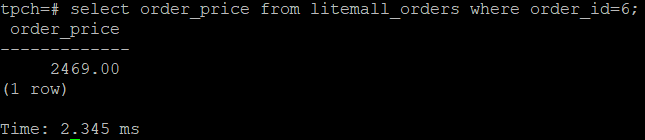 tpch=# select order_price from litemall_orders where order_id=6;
order_price
-------------
2469.00
(1 row)
Time: 2.345 ms